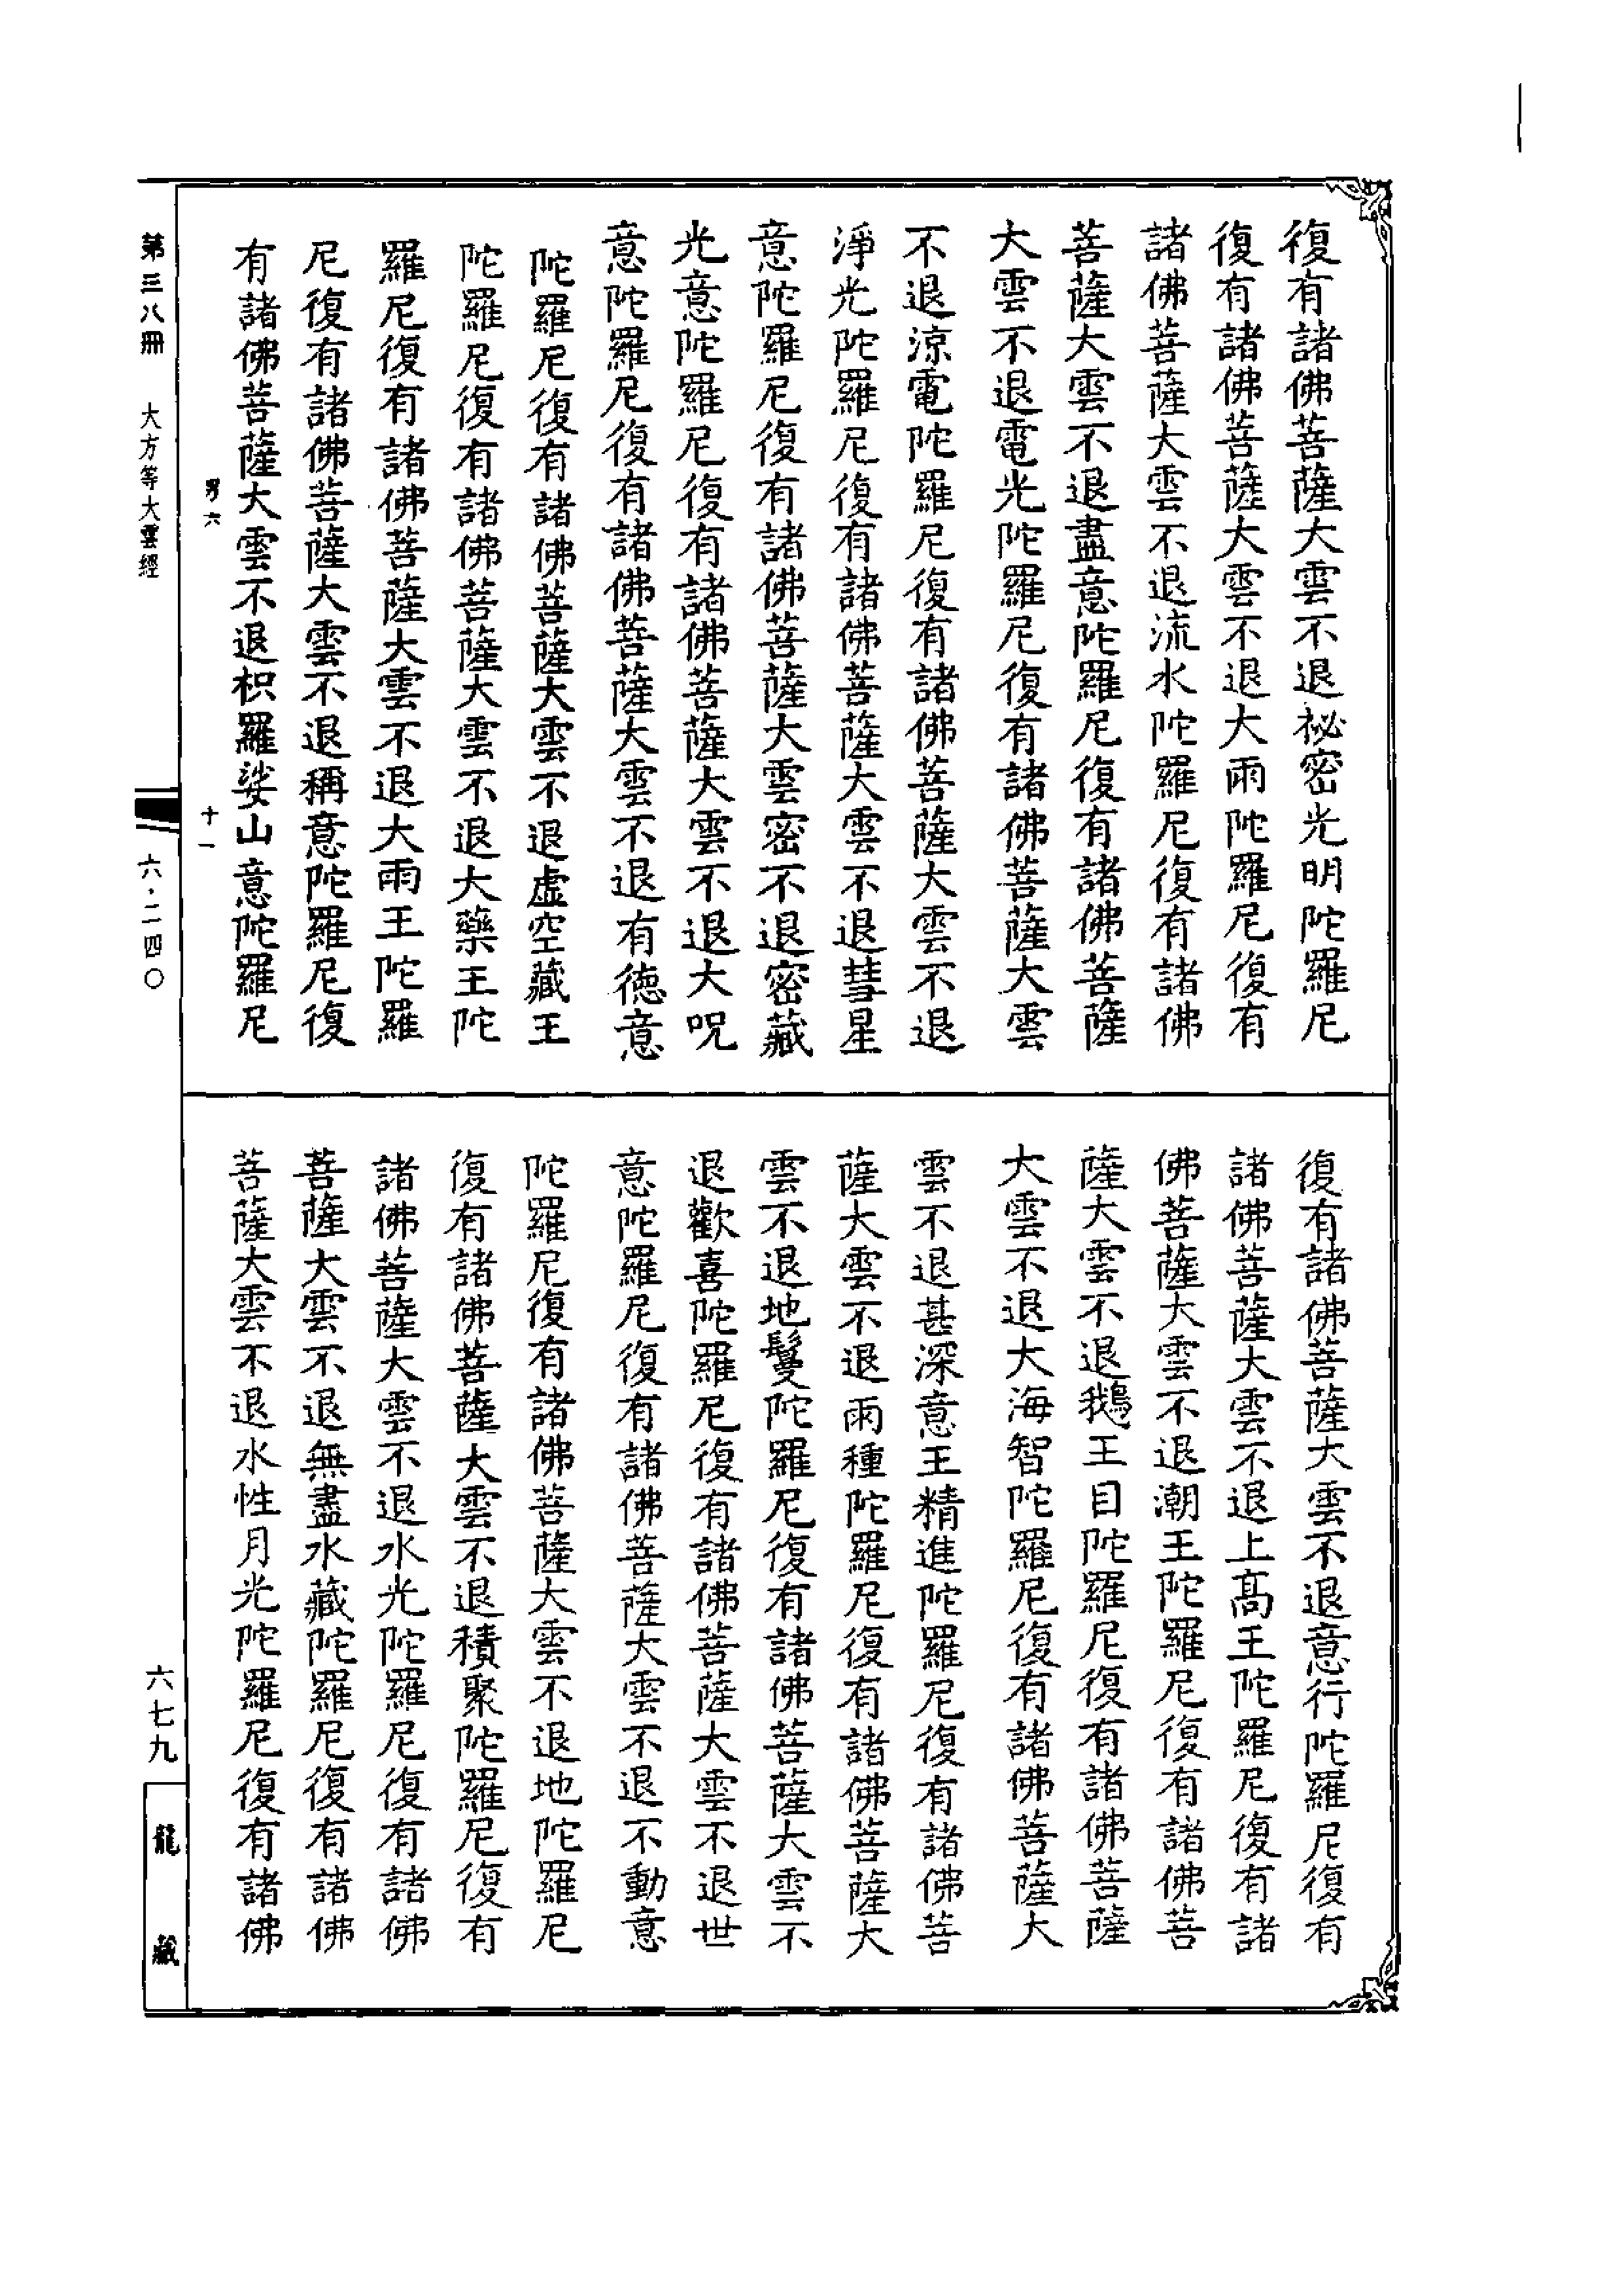 復有諸佛菩薩大雲不退祕密光明陀羅尼
復有諸佛菩薩大雲不退大雨陀羅尼復有
諸佛菩薩大雲不退流水陀羅尼復有諸佛
菩薩大雲不退盡意陀羅尼復有諸佛菩薩
大雲不退電光陀羅尼復有諸佛菩薩大雲
不退涼電陀羅尼復有諸佛菩薩大雲不退
淨光陀羅尼復有諸佛菩薩大雲不退彗星
意陀羅尼復有諸佛菩薩大雲密不退密藏
光意陀羅尼復有諸佛菩薩大雲不退大呪
意陀羅尼復有諸佛菩薩大雲不退有德意
陀羅尼復有諸佛菩薩大雲不退虛空藏王
陀羅尼復有諸佛菩薩大雲不退大藥王陀
羅尼復有諸佛菩薩大雲不退大雨王陀羅
尼復有諸佛菩薩大雲不退稱意陀羅尼復
有諸佛菩薩大雲不退枳羅娑山意陀羅尼
男六
十一
復有諸佛菩薩大雲不退意行陀羅尼復有
諸佛菩薩大雲不退上高王陀羅尼復有諸
佛菩薩大雲不退潮王陀羅尼復有諸佛菩
薩大雲不退鵝王目陀羅尼復有諸佛菩薩
大雲不退大海智陀羅尼復有諸佛菩薩大
雲不退甚深意王精進陀羅尼復有諸佛菩
薩大雲不退雨種陀羅尼復有諸佛菩薩大
雲不退地鬘陀羅尼復有諸佛菩薩大雲不
退歡喜陀羅尼復有諸佛菩薩大雲不退世
意陀羅尼復有諸佛菩薩大雲不退不動意
陀羅尼復有諸佛菩薩大雲不退地陀羅尼
復有諸佛菩薩大雲不退積聚陀羅尼復有
諸佛菩薩大雲不退水光陀羅尼復有諸佛
菩薩大雲不退無盡水藏陀羅尼復有諸佛
菩薩大雲不退水性月光陀羅尼復有諸佛
第三八冊 大方等大雲經
六·二四〇
六七九
龍藏